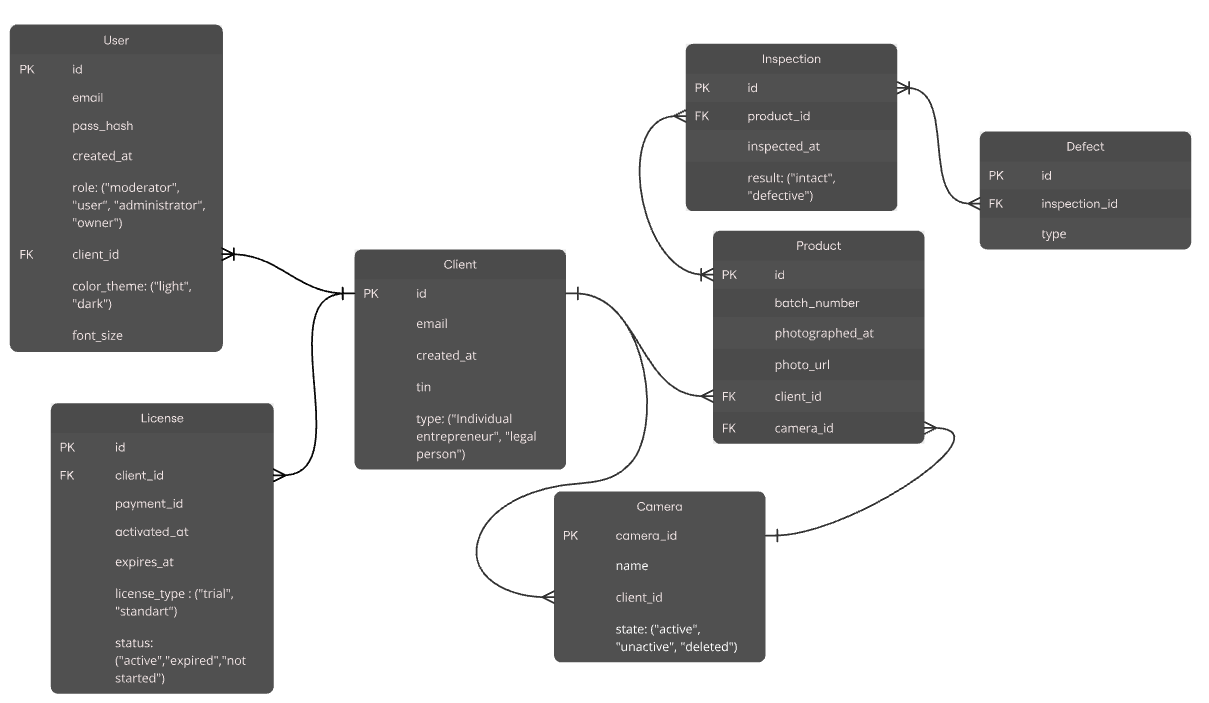 User
PK id
email
pass_hash
created_at
role: ("moderator",
"user", "administrator",
"owner")
FK client_id
color_theme: ("light",
"dark")
font_size
License
PK id
FK client_id
payment_id
activated_at
expires_at
license_type : ("trial",
"standart")
status:
("active","expired","not
started")
Client
PK id
email
created_at
tin
type: ("Individual
entrepreneur", "legal
person")
Inspection
PK id
FK product_id
inspected_at
result: ("intact",
"defective")
Product
PK id
batch_number
photographed_at
photo_url
FK client_id
FK camera_id
Camera
PK camera_id
name
client_id
state: ("active",
"unactive", "deleted")
Defect
PK id
FK inspection_id
type